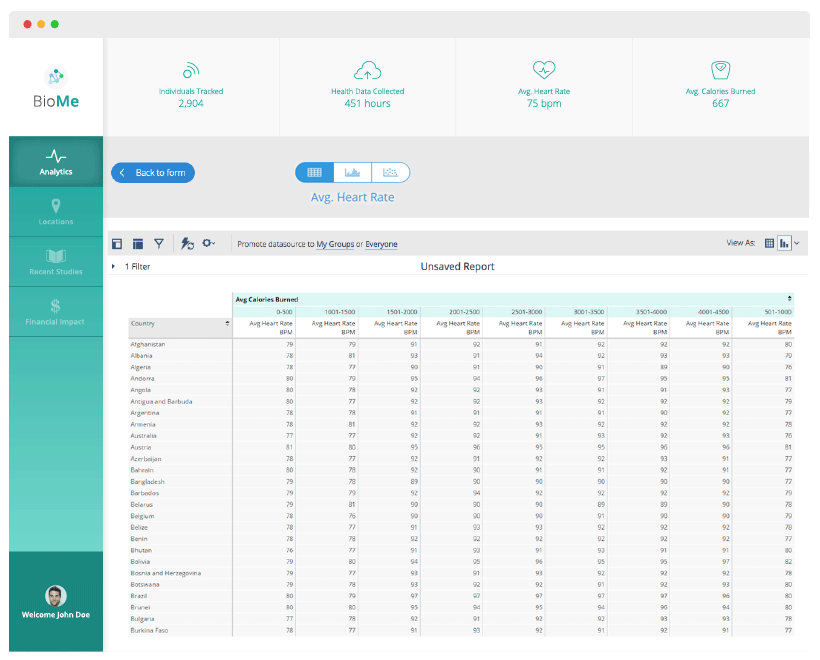 BioMe
Individuals Tracked
2,904
Health Data Collected
451 hours
Avg. Heart Rate
75 bpm
Avg. Calories Burned
667
Analytics
Locations
Recent Studies
Financial Impact
Welcome John Doe
Back to form
Avg. Heart Rate
Promote datasource to My Groups or Everyone
View As:
1 Filter
Unsaved Report
Avg Calories Burned
0-500 1001-1500 1501-2000 2001-2500 2501-3000 3001-3500 3501-4000 4001-4500 501-1000
Country Avg Heart Rate BPM Avg Heart Rate BPM Avg Heart Rate BPM Avg Heart Rate BPM Avg Heart Rate BPM Avg Heart Rate BPM Avg Heart Rate BPM Avg Heart Rate BPM Avg Heart Rate BPM
Afghanistan 79 79 91 92 91 92 92 92 80
Albania 78 81 93 91 94 92 93 93 79
Algeria 78 77 90 91 90 91 89 90 76
Andorra 80 79 95 94 96 97 95 95 81
Angola 80 78 92 92 93 91 91 93 77
Antigua and Barbuda 80 77 92 92 93 92 92 92 79
Argentina 78 78 91 91 91 91 90 92 77
Armenia 78 81 92 92 93 92 92 92 78
Australia 77 77 92 92 91 93 92 93 76
Austria 81 80 95 96 95 95 96 96 81
Azerbaijan 78 77 92 91 92 92 93 91 77
Bahrain 80 78 92 90 91 91 92 91 77
Bangladesh 79 78 89 90 90 90 90 90 77
Barbados 79 79 92 94 92 92 92 92 79
Belarus 79 81 90 90 90 89 89 90 78
Belgium 78 76 90 90 90 91 90 90 79
Belize 78 77 91 93 93 92 92 92 78
Benin 78 78 92 92 92 92 92 91 77
Bhutan 76 77 91 93 91 93 91 91 80
Bolivia 79 80 94 95 96 95 95 97 82
Bosnia and Herzegovina 79 77 93 91 93 92 92 92 78
Botswana 79 78 93 92 92 91 92 93 80
Brazil 80 79 97 97 97 97 97 96 80
Brunei 80 80 95 94 95 94 96 94 80
Bulgaria 77 78 92 91 92 92 93 93 78
Burkina Faso 78 77 91 93 92 91 92 91 77